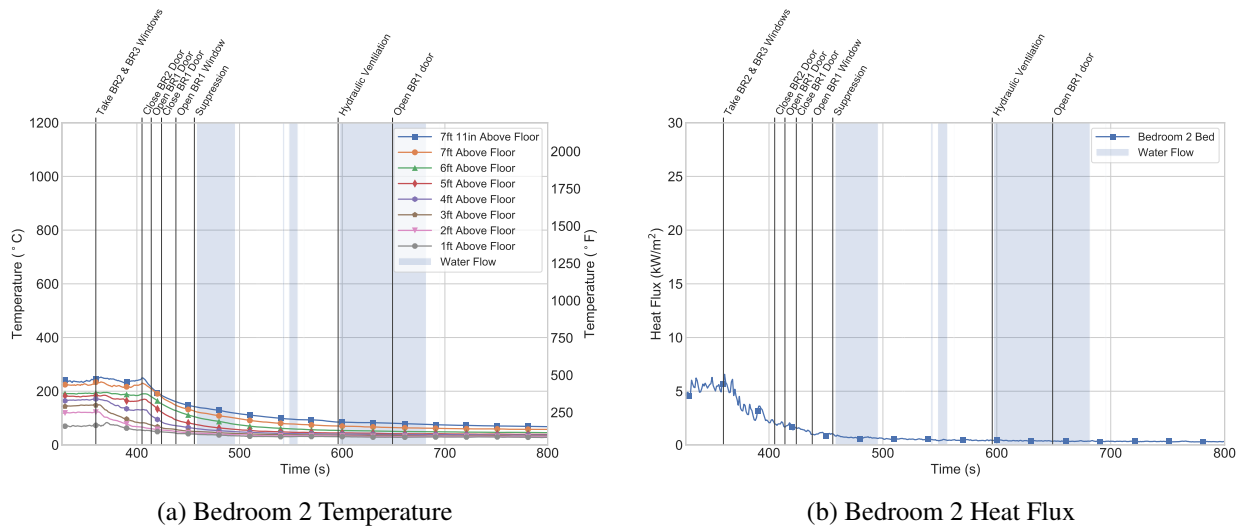 Take BR2 & BR3 Windows
Close BR2 Door
Open BR1 Door
Close BR1 Door
Open BR1 Window
Suppression
Hydraulic Ventilation
Open BR1 door
1200
1000
800
600
400
200
0
Temperature (°C)
2000
1750
1500
1250
1000
750
500
250
Temperature (°F)
7ft 11in Above Floor
7ft Above Floor
6ft Above Floor
5ft Above Floor
4ft Above Floor
3ft Above Floor
2ft Above Floor
1ft Above Floor
Water Flow
400 500 600 700 800
Time (s)
(a) Bedroom 2 Temperature
Take BR2 & BR3 Windows
Close BR2 Door
Open BR1 Door
Close BR1 Door
Open BR1 Window
Suppression
Hydraulic Ventilation
Open BR1 door
30
25
20
15
10
5
0
Heat Flux (kW/m²)
Bedroom 2 Bed
Water Flow
400 500 600 700 800
Time (s)
(b) Bedroom 2 Heat Flux